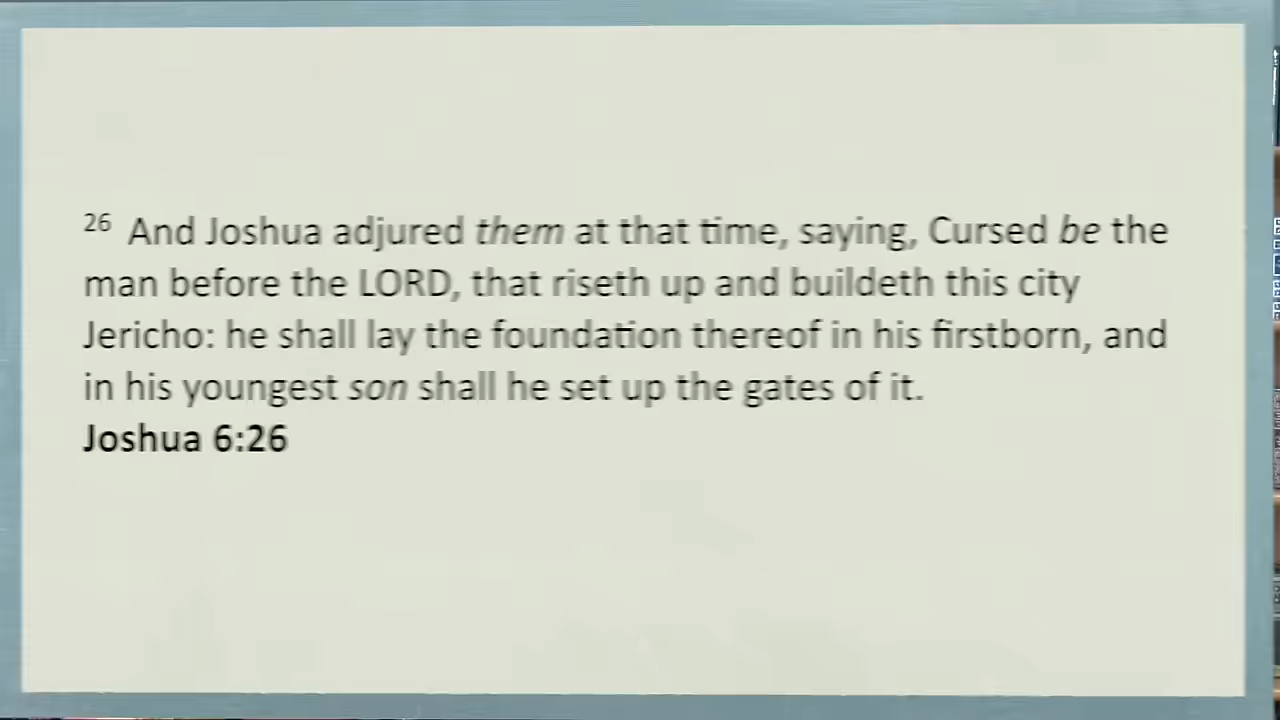 26 And Joshua adjured them at that time, saying, Cursed be the
man before the LORD, that riseth up and buildeth this city
Jericho: he shall lay the foundation thereof in his firstborn, and
in his youngest son shall he set up the gates of it.
Joshua 6:26